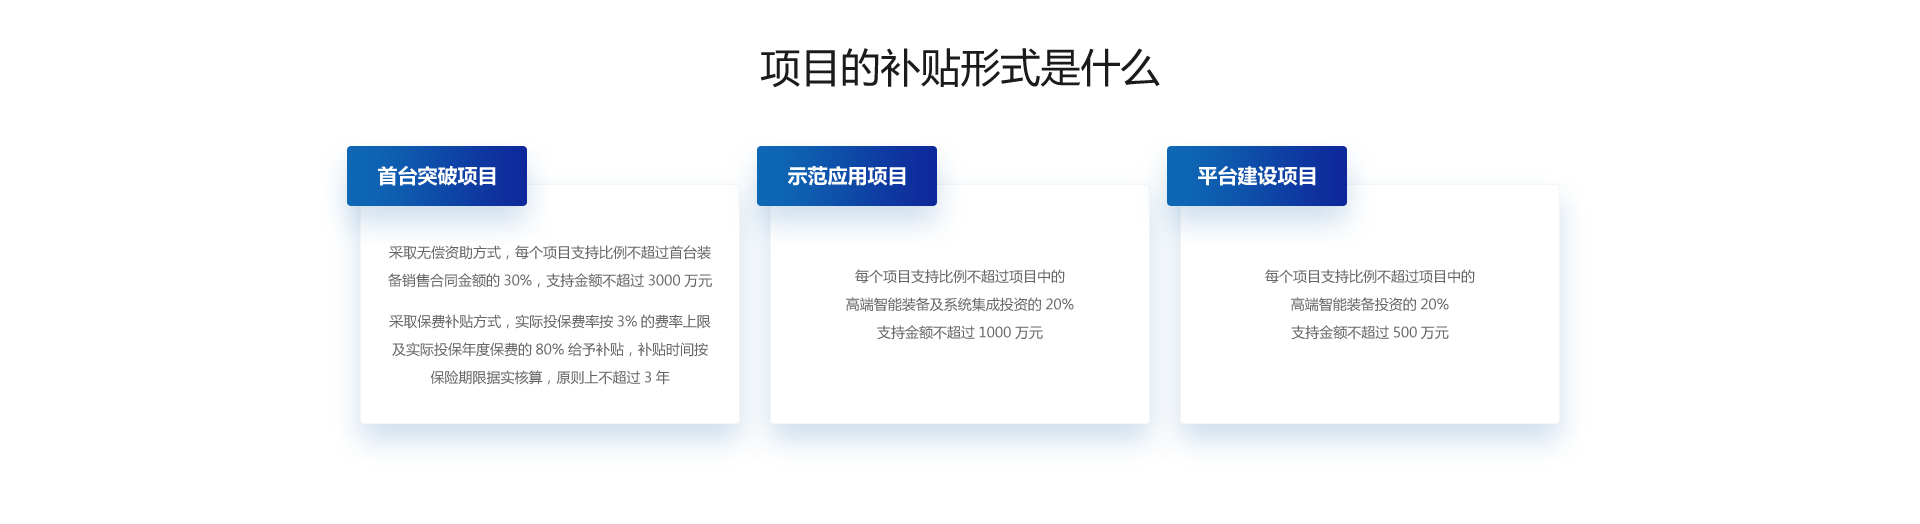 项目的补贴形式是什么
首台突破项目
采取无偿资助方式，每个项目支持比例不超过首台装
备销售合同金额的 30%，支持金额不超过 3000 万元
采取保费补贴方式，实际投保费率按 3% 的费率上限
及实际投保年度保费的 80% 给予补贴，补贴时间按
保险期限据实核算，原则上不超过 3 年
示范应用项目
每个项目支持比例不超过项目中的
高端智能装备及系统集成投资的 20%
支持金额不超过 1000 万元
平台建设项目
每个项目支持比例不超过项目中的
高端智能装备投资的 20%
支持金额不超过 500 万元